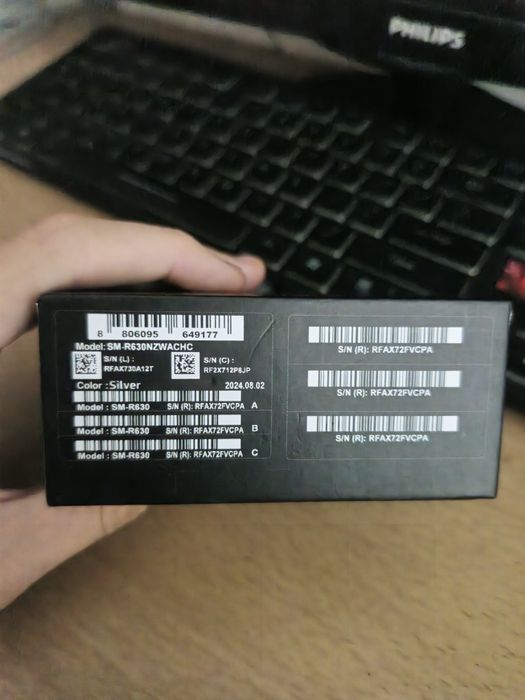 PHILIPS
8 806095 649177
Model: SM-R630NZWACHC
S/N (L) :
RFAX730A12T
S/N (C) :
RF2X712P6JP
Color : Silver
2024.08.02
Model : SM-R630 S/N (R): RFAX72FVCPA A
Model : SM-R630 S/N (R): RFAX72FVCPA B
Model : SM-R630 S/N (R): RFAX72FVCPA C
S/N (R): RFAX72FVCPA
S/N (R): RFAX72FVCPA
S/N (R): RFAX72FVCPA